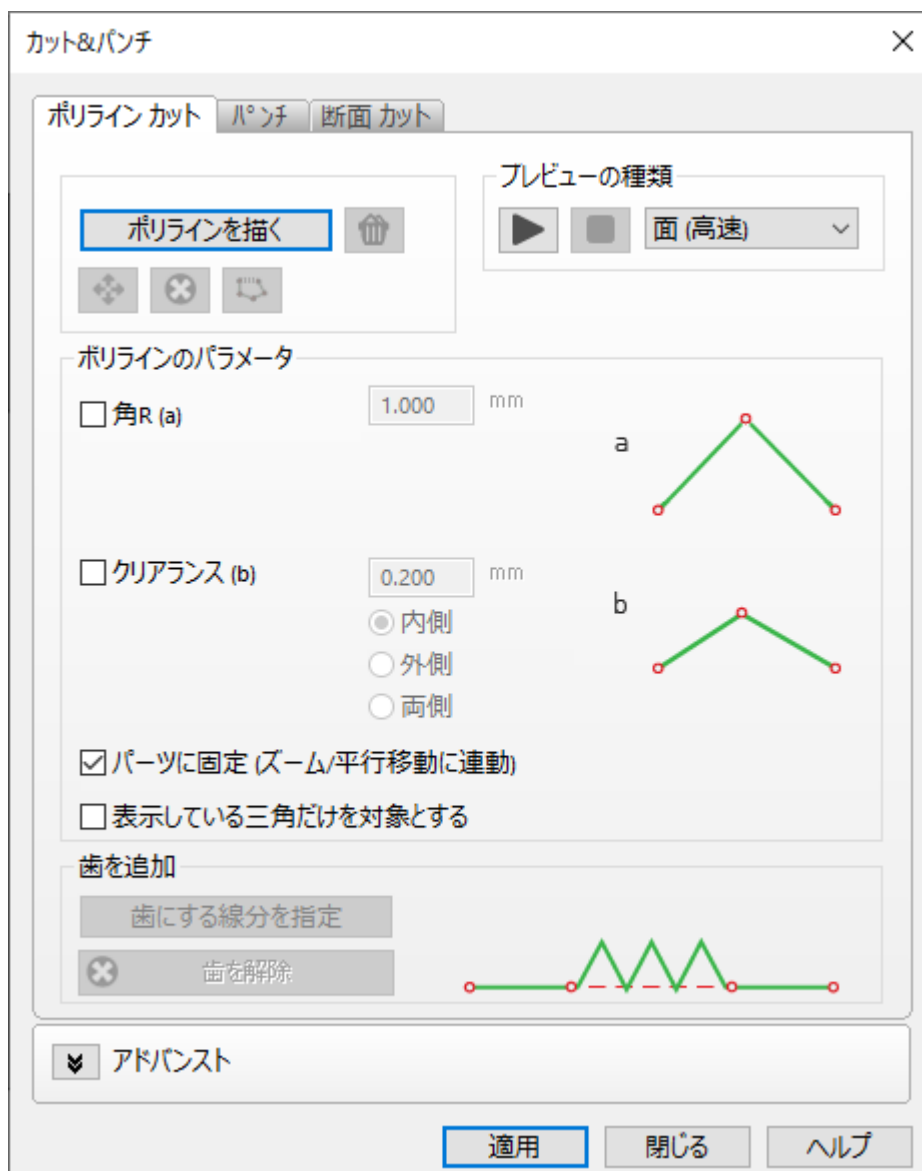 カット&パンチ
ポリライン カット
パンチ
断面 カット
ポリラインを描く
プレビューの種類
面 (高速)
ポリラインのパラメータ
角R (a)
1.000
mm
a
クリアランス (b)
0.200
mm
b
内側
外側
両側
パーツに固定 (ズーム/平行移動に連動)
表示している三角だけを対象とする
歯を追加
歯にする線分を指定
歯を解除
アドバンスト
適用
閉じる
ヘルプ